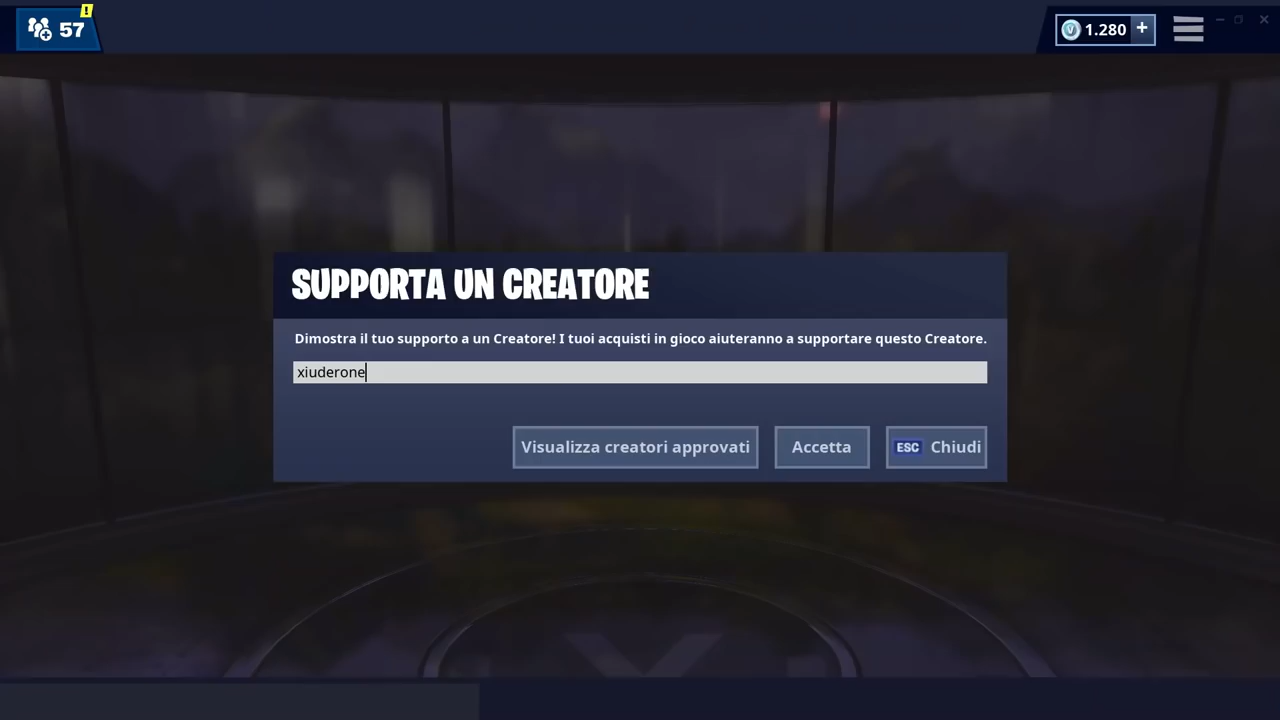 57
!
1.280 +
SUPPORTA UN CREATORE
Dimostra il tuo supporto a un Creatore! I tuoi acquisti in gioco aiuteranno a supportare questo Creatore.
xiuderone
Visualizza creatori approvati
Accetta
ESC Chiudi